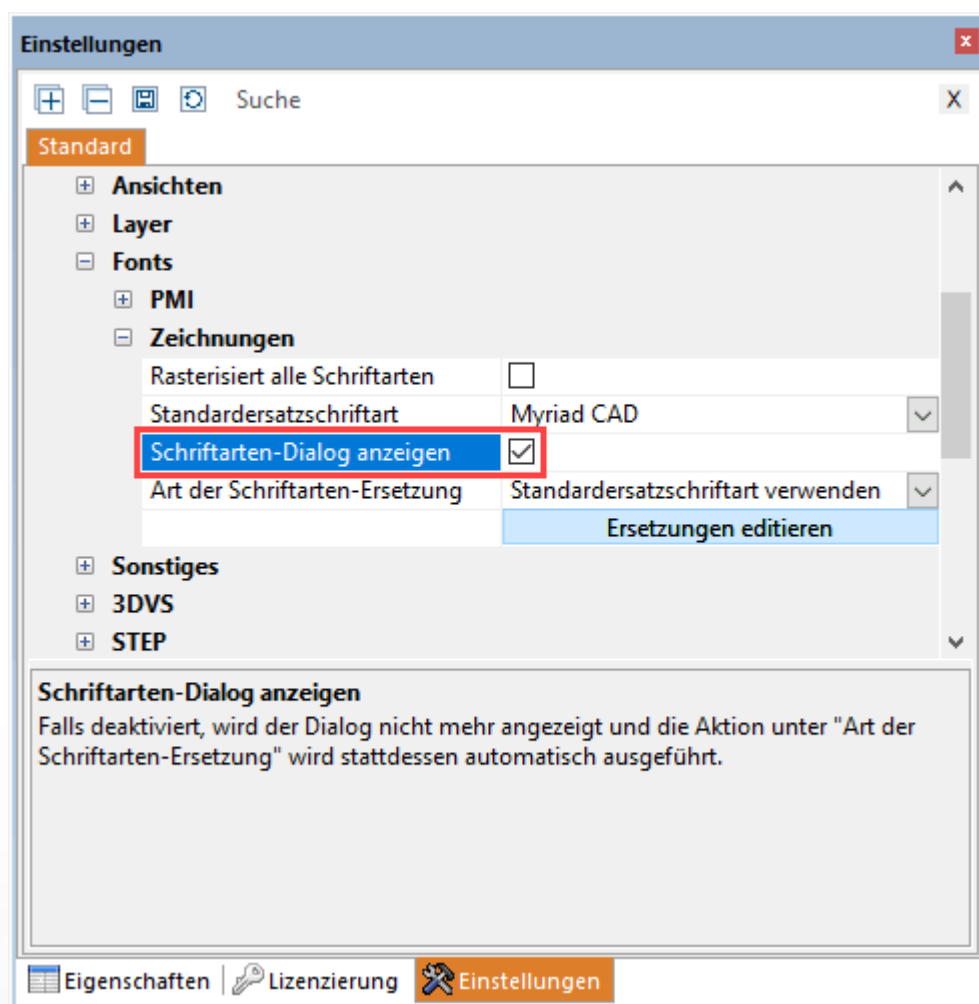 Einstellungen
x
Suche X
Standard
Ansichten
Layer
Fonts
PMI
Zeichnungen
Rasterisiert alle Schriftarten
Standardersatzschriftart Myriad CAD
Schriftarten-Dialog anzeigen
Art der Schriftarten-Ersetzung Standardersatzschriftart verwenden
Ersetzungen editieren
Sonstiges
3DVS
STEP
Schriftarten-Dialog anzeigen
Falls deaktiviert, wird der Dialog nicht mehr angezeigt und die Aktion unter "Art der
Schriftarten-Ersetzung" wird stattdessen automatisch ausgeführt.
Eigenschaften Lizenzierung Einstellungen